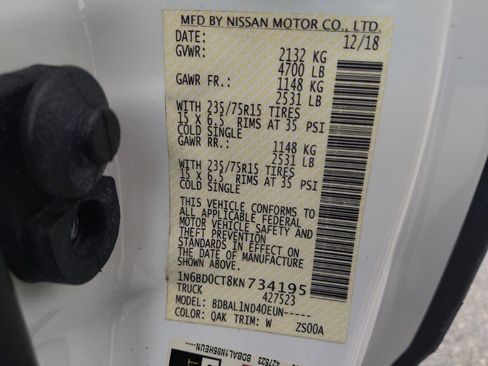 MFD BY NISSAN MOTOR CO., LTD.
DATE: 12/18
GVWR: 2132 KG
4700 LB
GAWR FR.: 1148 KG
2531 LB
WITH 235/75R15 TIRES
15 X 6.5 RIMS AT 35 PSI
COLD SINGLE
GAWR RR.: 1148 KG
2531 LB
WITH 235/75R15 TIRES
15 X 6.5 RIMS AT 35 PSI
COLD SINGLE
THIS VEHICLE CONFORMS TO
ALL APPLICABLE FEDERAL
MOTOR VEHICLE SAFETY AND
STANDARDS IN EFFECT ON
THE DATE OF MANUFACTURE
SHOWN ABOVE.
1N6BD0CT8KN734195
TRUCK 427523
MODEL: BDBAL1ND40EUN-----
COLOR: QAK TRIM: W ZS00A
427523